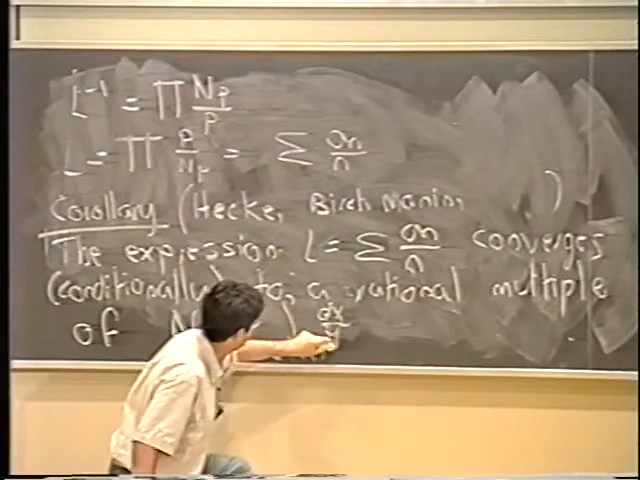 L⁻¹ = ∏ Np/p
L = ∏ p/Np = ∑ an/n
Corollary (Hecke, Birch Manin, )
The expression L = ∑ an/n converges
(conditionally) to a rational multiple
of ∫ dx/